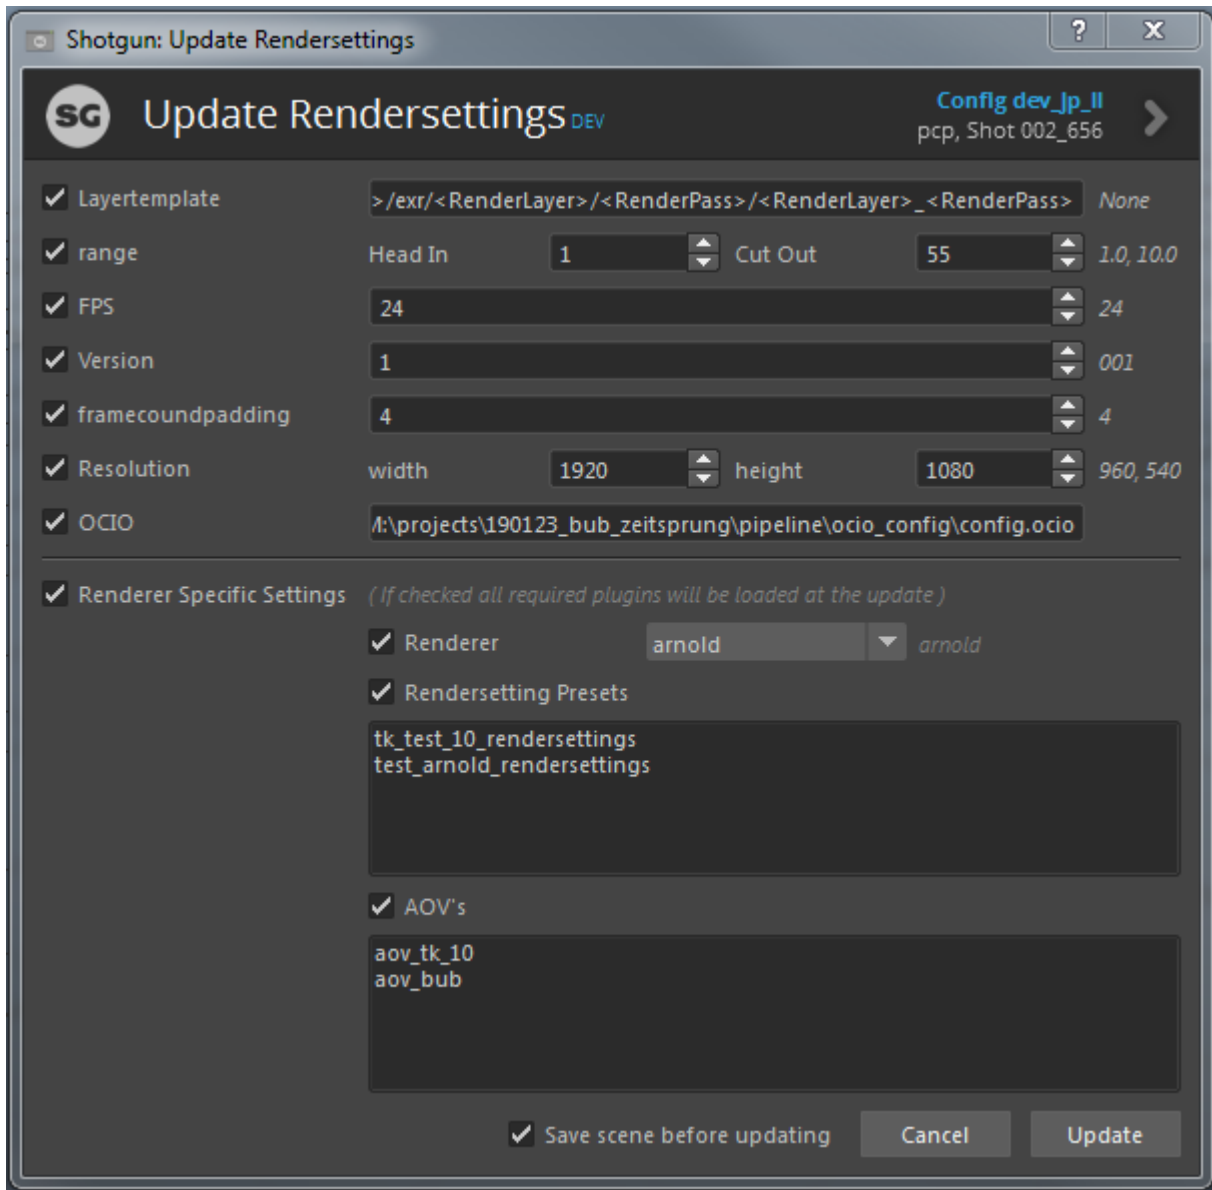 Shotgun: Update Rendersettings
?
SG Update Rendersettings DEV
Config dev_Jp_II
pcp, Shot 002_656
Layertemplate >/exr/<RenderLayer>/<RenderPass>/<RenderLayer>_<RenderPass> None
range Head In 1 Cut Out 55 1.0, 10.0
FPS 24 24
Version 1 001
framecoundpadding 4 4
Resolution width 1920 height 1080 960, 540
OCIO :\projects\190123_bub_zeitsprung\pipeline\ocio_config\config.ocio
Renderer Specific Settings ( If checked all required plugins will be loaded at the update )
Renderer arnold arnold
Rendersetting Presets
tk_test_10_rendersettings
test_arnold_rendersettings
AOV's
aov_tk_10
aov_bub
Save scene before updating Cancel Update